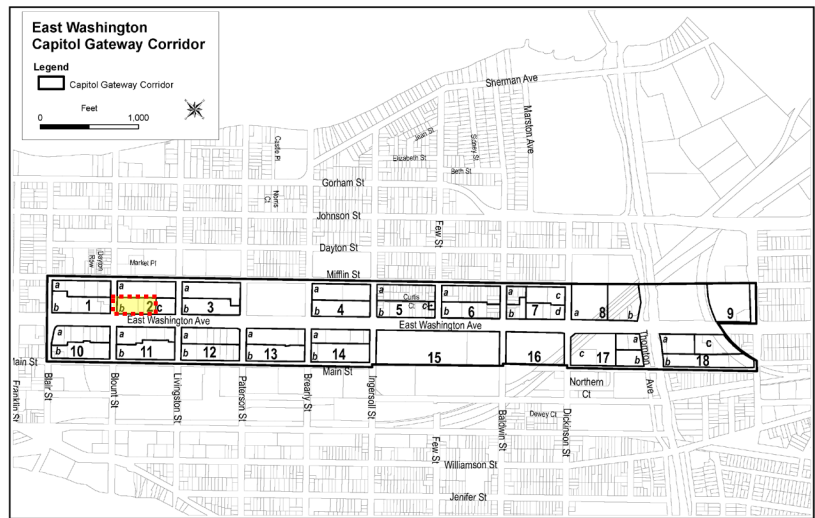 East Washington
Capitol Gateway Corridor
Legend
Capitol Gateway Corridor
Feet
0 1,000
Sherman Ave
Marston Ave
Jean St
Sidney St
Elizabeth St
Beth St
Castle Pl
Gorham St
Norris
Ct
Johnson St
Few St
Dayton St
Dayton
Row
Market Pl
Mifflin St
a b 1
a b 2 c
a b 3
a b 4
a b 5 c
Curtis
Ct
a b 6
a b 7 c d
a 8 b
9
East Washington Ave
East Washington Ave
a b 10
a b 11
a b 12
a b 13
a b 14
15
16
c 17 a b
a b c 18
Main St
Main St
Thornton
Ave
Northern
Ct
Franklin St
Blair St
Blount St
Livingston St
Paterson St
Brearly St
Ingersoll St
Few St
Baldwin St
Dickinson St
Dewey Ct
Williamson St
Jenifer St